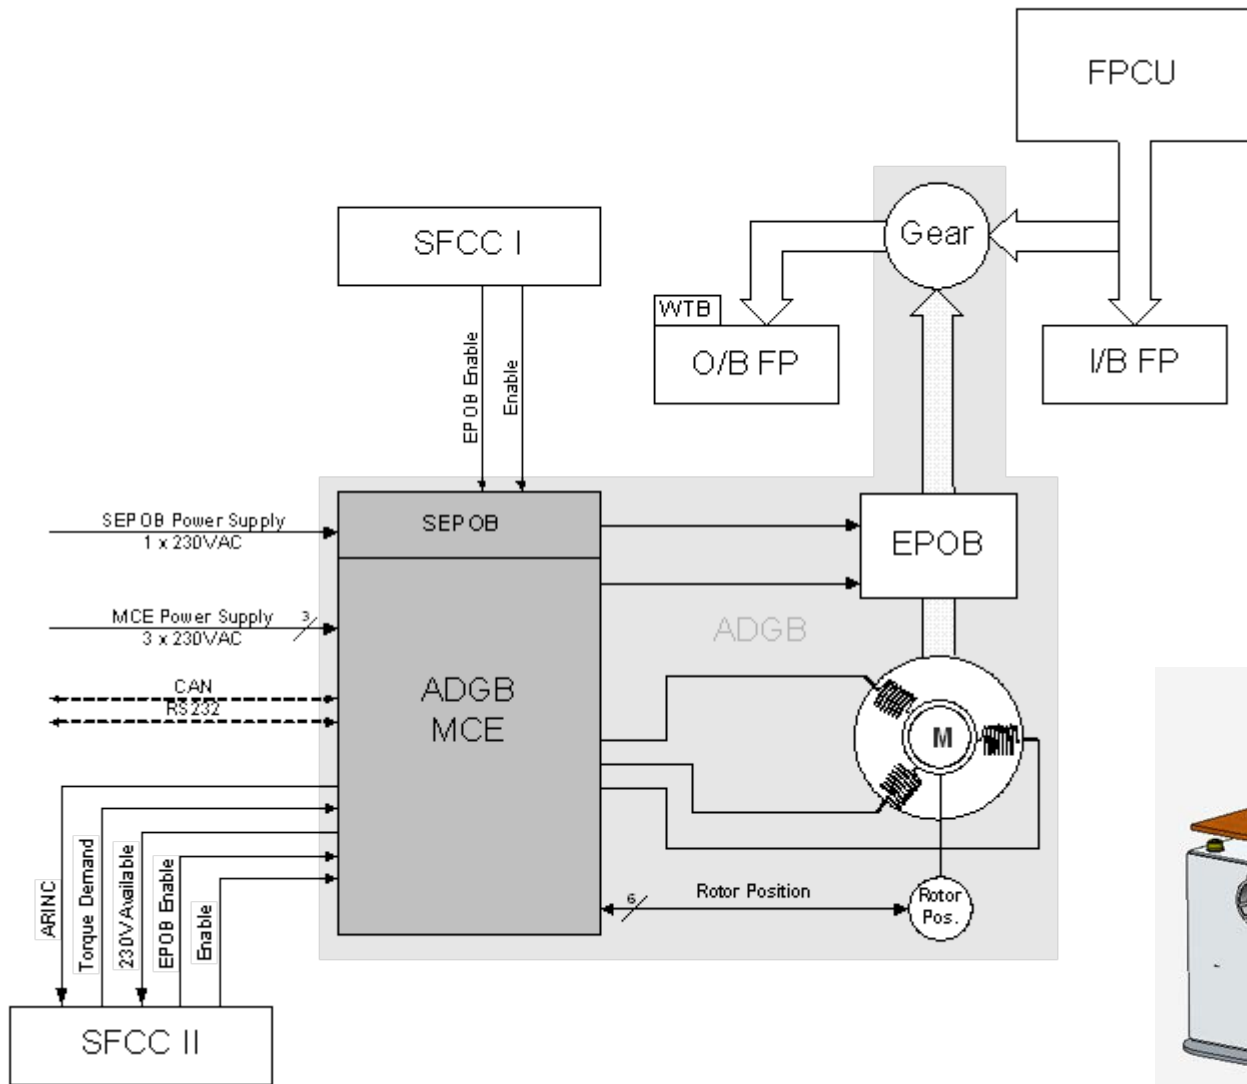 FPCU
SFCC I
Gear
WTB
O/B FP
I/B FP
EPOB Enable
Enable
SEPOB Power Supply
1 x 230VAC
SEPOB
EPOB
MCE Power Supply
3
3 x 230VAC
ADGB
CAN
RS232
ADGB
MCE
M
ARINC
Torque Demand
230V Available
EPOB Enable
Enable
6
Rotor Position
Rotor
Pos.
SFCC II